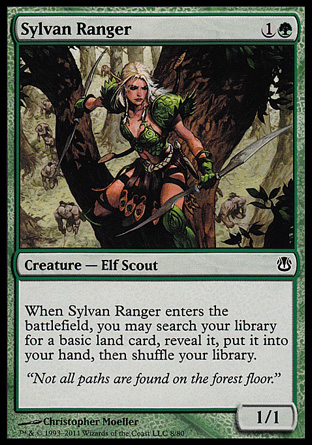 Sylvan Ranger 1
Creature — Elf Scout
When Sylvan Ranger enters the
battlefield, you may search your library
for a basic land card, reveal it, put it into
your hand, then shuffle your library.
“Not all paths are found on the forest floor.”
Christopher Moeller
™ & © 1993–2011 Wizards of the Coast LLC 8/80
1/1